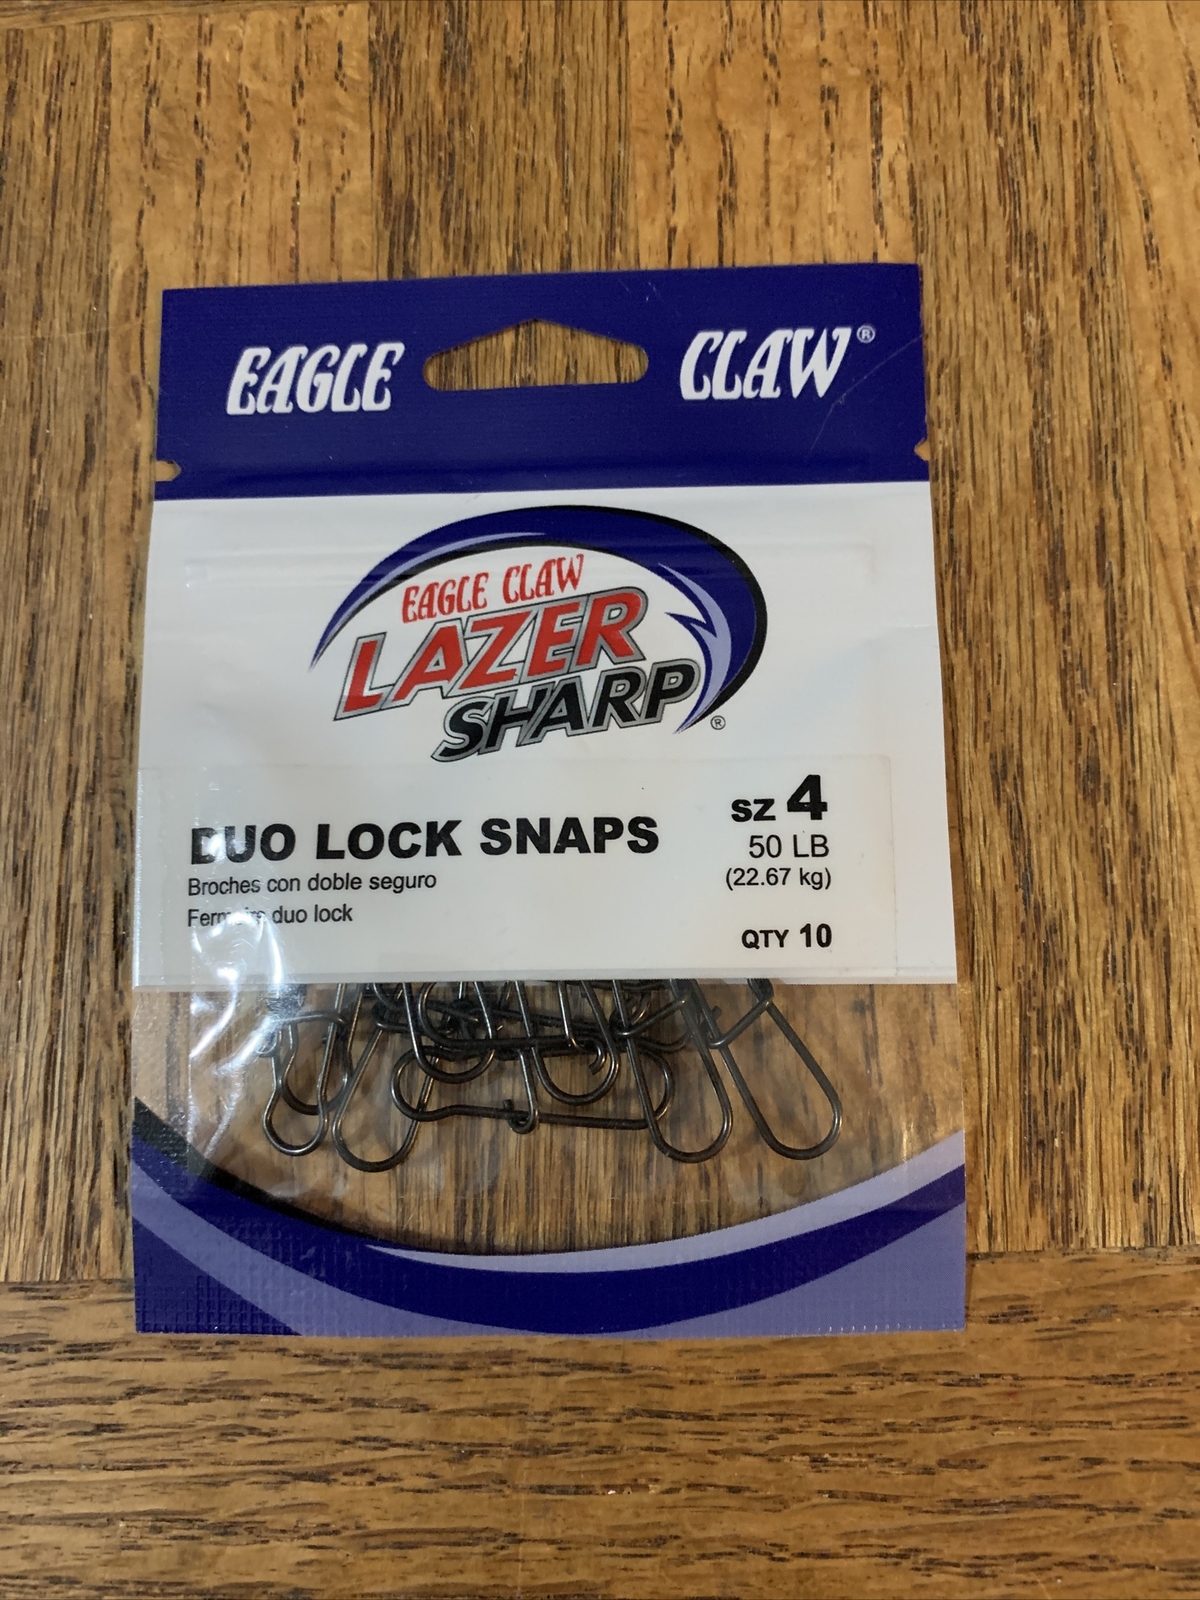 EAGLE CLAW®
EAGLE CLAW
LAZER
SHARP®
DUO LOCK SNAPS
Broches con doble seguro
duo lock
SZ 4
50 LB
(22.67 kg)
QTY 10